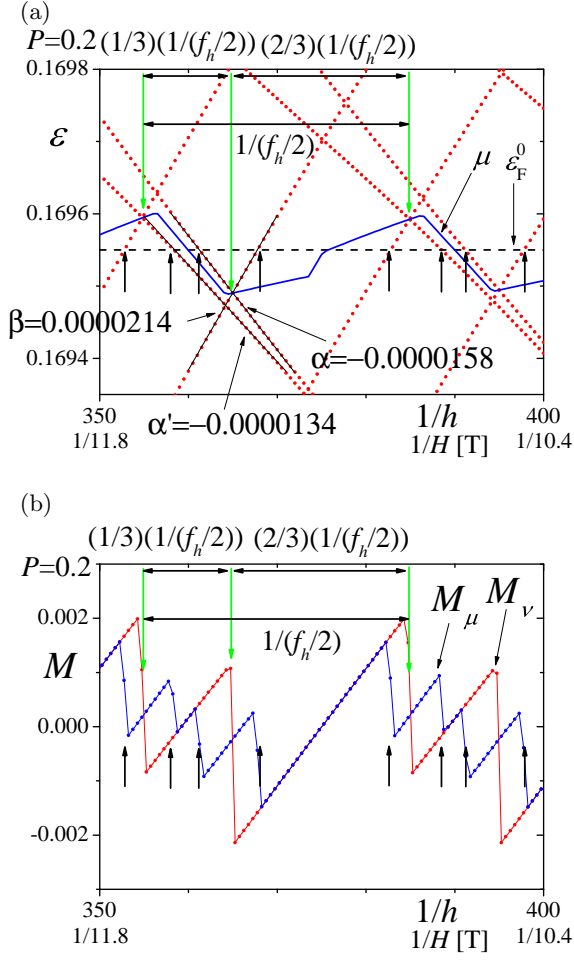 (a)
P=0.2 (1/3)(1/(f_h/2)) (2/3)(1/(f_h/2))
0.1698
1/(f_h/2)
ε
μ
ε_F^0
0.1696
β=0.0000214
α=−0.0000158
0.1694
α'=−0.0000134
350 1/h 400
1/11.8 1/H [T] 1/10.4
(b)
(1/3)(1/(f_h/2)) (2/3)(1/(f_h/2))
P=0.2
M_μ M_ν
0.002
1/(f_h/2)
M
0.000
-0.002
350 1/h 400
1/11.8 1/H [T] 1/10.4